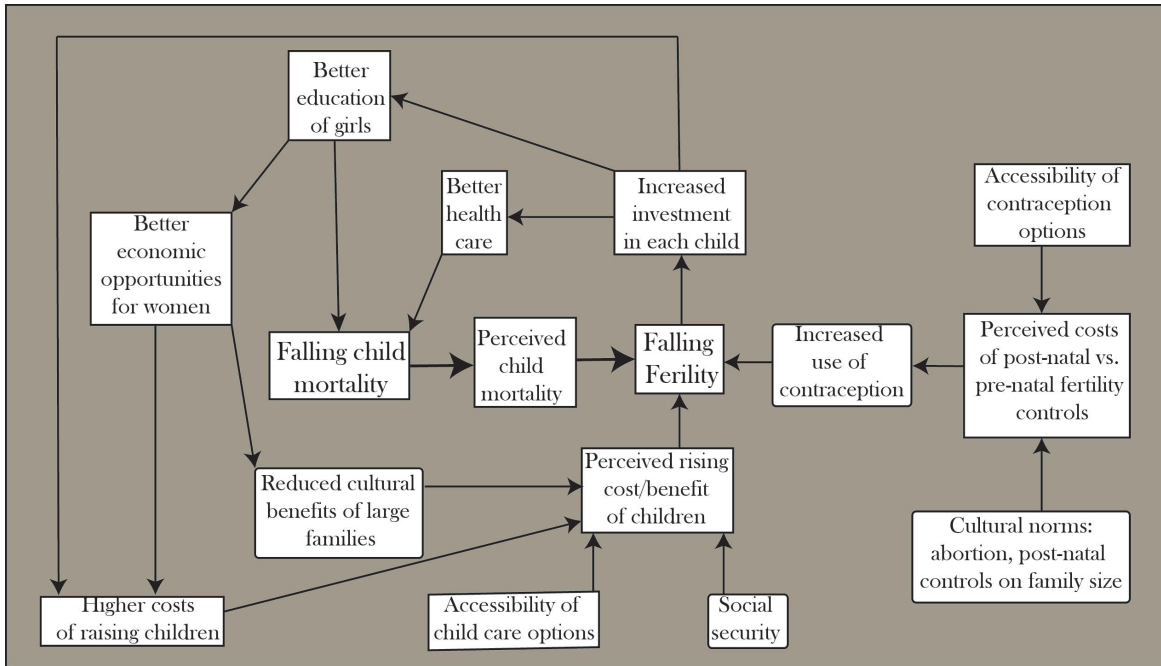 Better
education
of girls
Better
health
care
Increased
investment
in each child
Accessibility of
contraception
options
Better
economic
opportunities
for women
Falling child
mortality
Perceived
child
mortality
Falling
Ferility
Increased
use of
contraception
Perceived costs
of post-natal vs.
pre-natal fertility
controls
Reduced cultural
benefits of large
families
Perceived rising
cost/benefit
of children
Cultural norms:
abortion, post-natal
controls on family size
Higher costs
of raising children
Accessibility of
child care options
Social
security